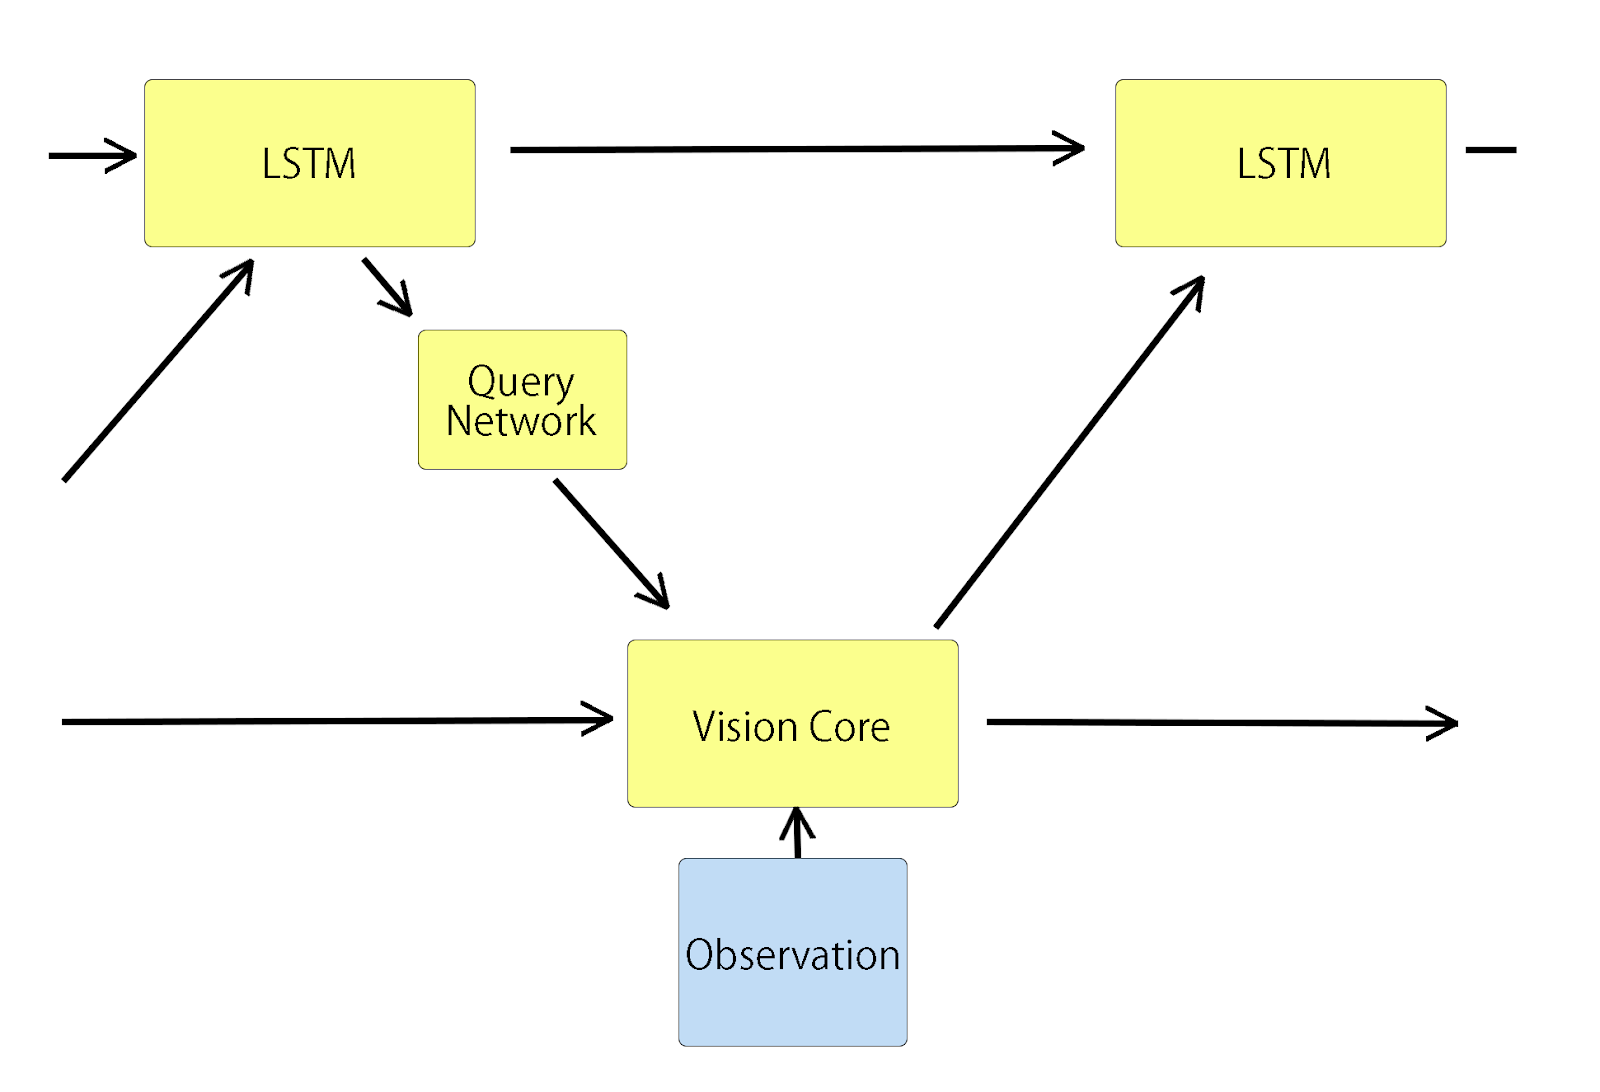 LSTM
LSTM
Query
Network
Vision Core
Observation